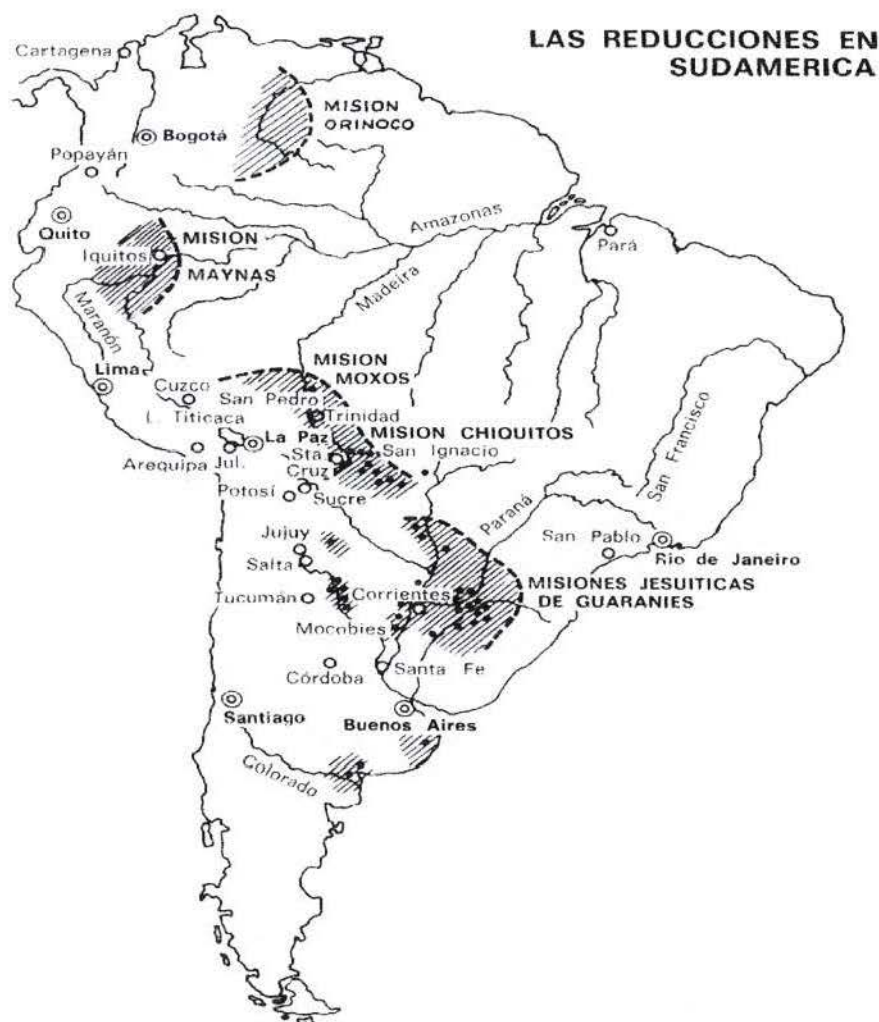 LAS REDUCCIONES EN
SUDAMERICA
Cartagena
MISION
ORINOCO
Bogotá
Popayán
Quito
Amazonas
Pará
MISION
Iquitos
MAYNAS
Madeira
Marañón
Lima
MISION
MOXOS
Cuzco
San Pedro
Trinidad
L. Titicaca
La Paz
MISION CHIQUITOS
Sta.
Cruz
San Ignacio
San Francisco
Arequipa
Jul.
Potosí
Sucre
Paraná
San Pablo
Rio de Janeiro
Jujuy
Salta
Tucumán
Corrientes
MISIONES JESUITICAS
DE GUARANIES
Mocobies
Córdoba
Santa Fe
Santiago
Buenos Aires
Colorado